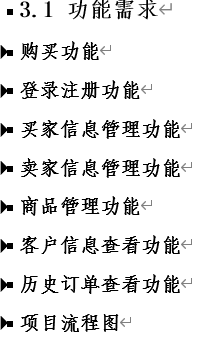 3.1 功能需求
购买功能
登录注册功能
买家信息管理功能
卖家信息管理功能
商品管理功能
客户信息查看功能
历史订单查看功能
项目流程图